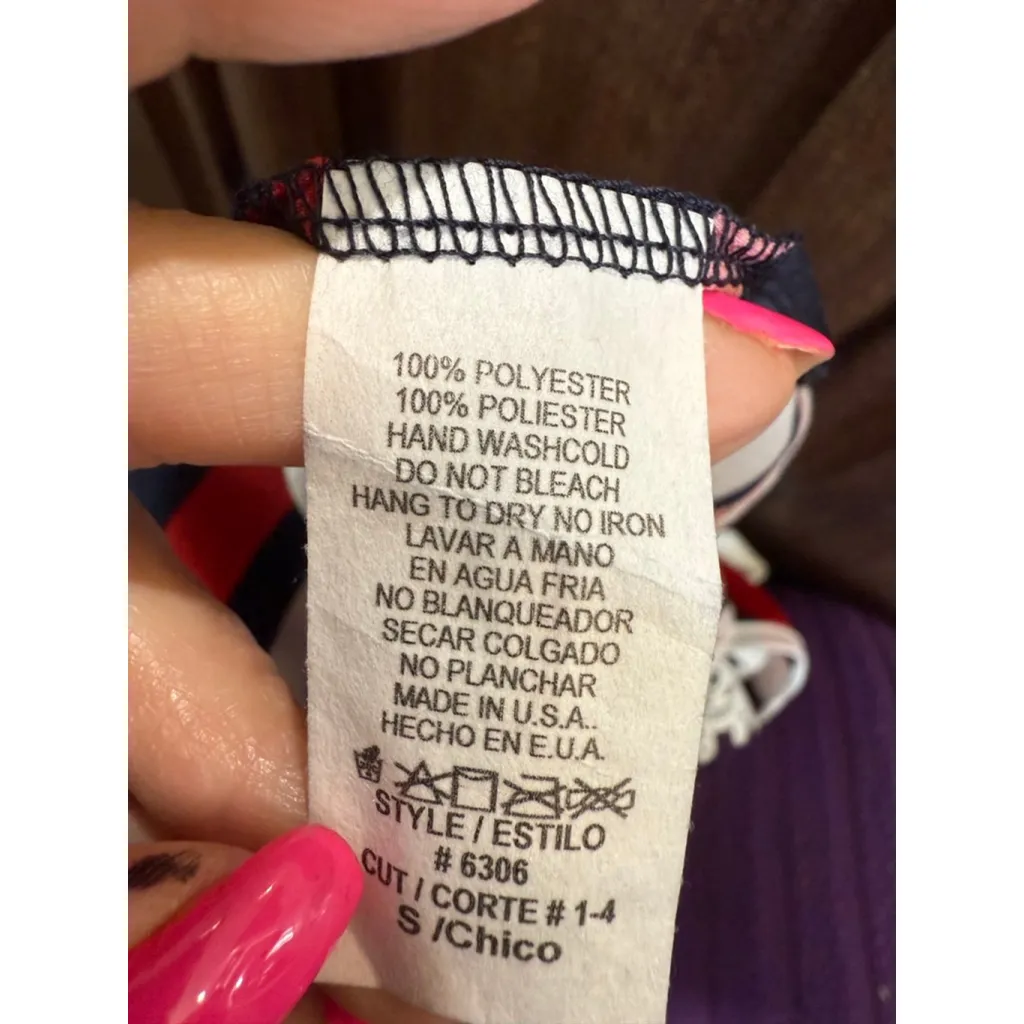 100% POLYESTER
100% POLIESTER
HAND WASHCOLD
DO NOT BLEACH
HANG TO DRY NO IRON
LAVAR A MANO
EN AGUA FRIA
NO BLANQUEADOR
SECAR COLGADO
NO PLANCHAR
MADE IN U.S.A..
HECHO EN E.U.A.
STYLE / ESTILO
# 6306
CUT / CORTE # 1-4
S /Chico